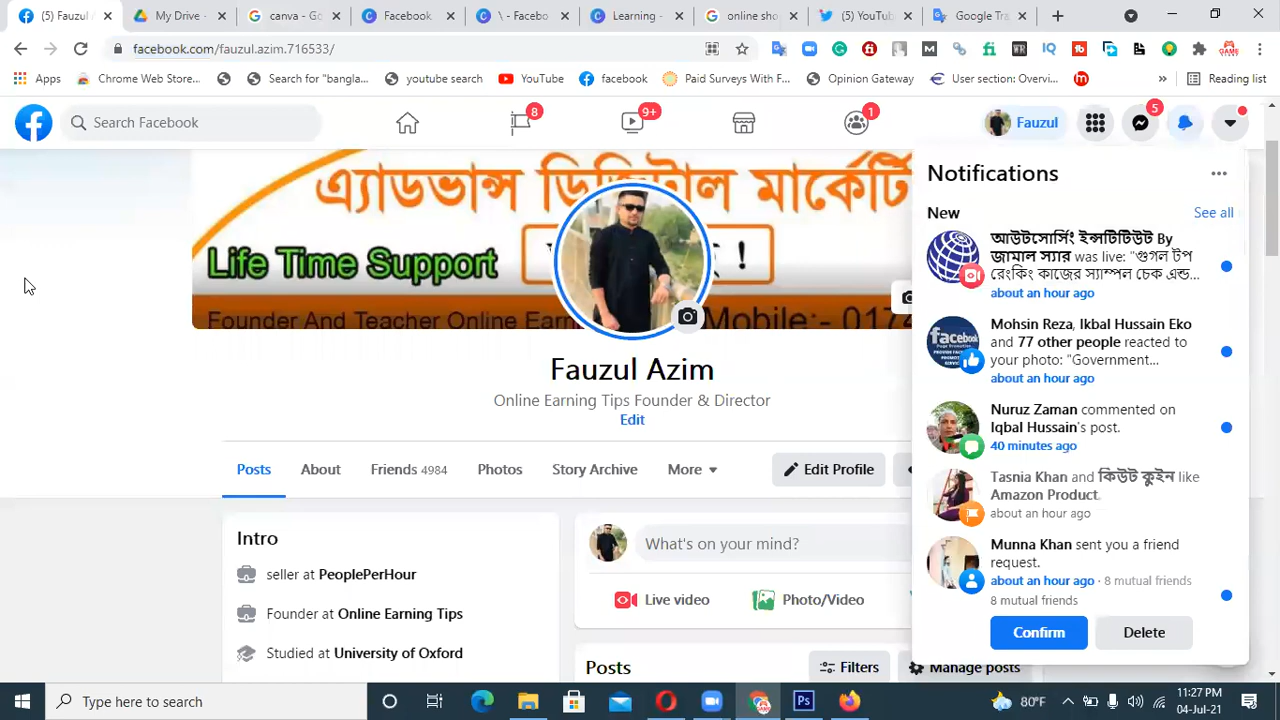 (5) Fauzul A
My Drive -
canva - Go
Facebook
\ - Faceboo
Learning -
online sho
(5) YouT
Google Tra
facebook.com/fauzul.azim.716533/
Apps
Chrome Web Store...
Search for "bangla...
youtube.search
YouTube
facebook
Paid Surveys With F...
Opinion Gateway
User section: Overvi...
»
Reading list
Search Facebook
8
9+
1
Fauzul
5
এ্যাডভান্স ডিজিটাল মার্কেটি
Life Time Support
!
Founder And Teacher Online Earn
Mobile:- 0174
Fauzul Azim
Online Earning Tips Founder & Director
Edit
Posts
About
Friends 4984
Photos
Story Archive
More
Edit Profile
Intro
seller at PeoplePerHour
Founder at Online Earning Tips
Studied at University of Oxford
What's on your mind?
Live video
Photo/Video
Posts
Filters
Manage posts
Notifications
New
See all
আউটসোর্সিং ইন্সটিটিউট By
জামাল স্যার was live: "গুগল টপ
রেংকিং কাজের স্যাম্পল চেক এন্ড...
about an hour ago
Mohsin Reza, Ikbal Hussain Eko
and 77 other people reacted to
your photo: "Government...
about an hour ago
Nuruz Zaman commented on
Iqbal Hussain's post.
40 minutes ago
Tasnia Khan and কিউট কুইন like
Amazon Product.
about an hour ago
Munna Khan sent you a friend
request.
about an hour ago · 8 mutual friends
8 mutual friends
Confirm
Delete
facebook
Type here to search
80°F
11:27 PM
04-Jul-21